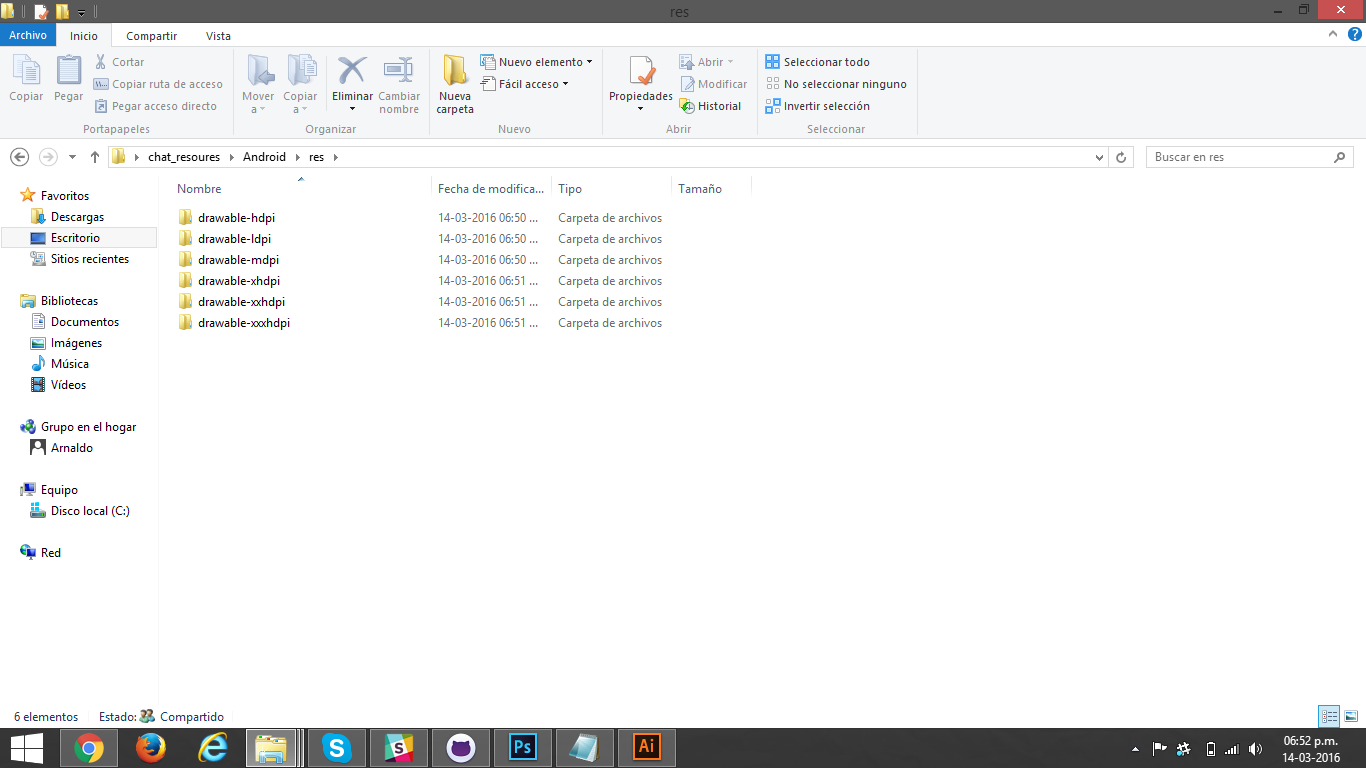 res
Archivo Inicio Compartir Vista
Copiar
Pegar
Cortar
Copiar ruta de acceso
Pegar acceso directo
Portapapeles
Mover a
Copiar a
Eliminar
Cambiar nombre
Organizar
Nueva carpeta
Nuevo elemento
Fácil acceso
Nuevo
Propiedades
Abrir
Modificar
Historial
Abrir
Seleccionar todo
No seleccionar ninguno
Invertir selección
Seleccionar
chat_resoures Android res
Buscar en res
Favoritos
Descargas
Escritorio
Sitios recientes
Bibliotecas
Documentos
Imágenes
Música
Vídeos
Grupo en el hogar
Arnaldo
Equipo
Disco local (C:)
Red
Nombre Fecha de modifica... Tipo Tamaño
drawable-hdpi 14-03-2016 06:50 ... Carpeta de archivos
drawable-ldpi 14-03-2016 06:50 ... Carpeta de archivos
drawable-mdpi 14-03-2016 06:50 ... Carpeta de archivos
drawable-xhdpi 14-03-2016 06:51 ... Carpeta de archivos
drawable-xxhdpi 14-03-2016 06:51 ... Carpeta de archivos
drawable-xxxhdpi 14-03-2016 06:51 ... Carpeta de archivos
6 elementos Estado: Compartido
Ps Ai
06:52 p.m.
14-03-2016